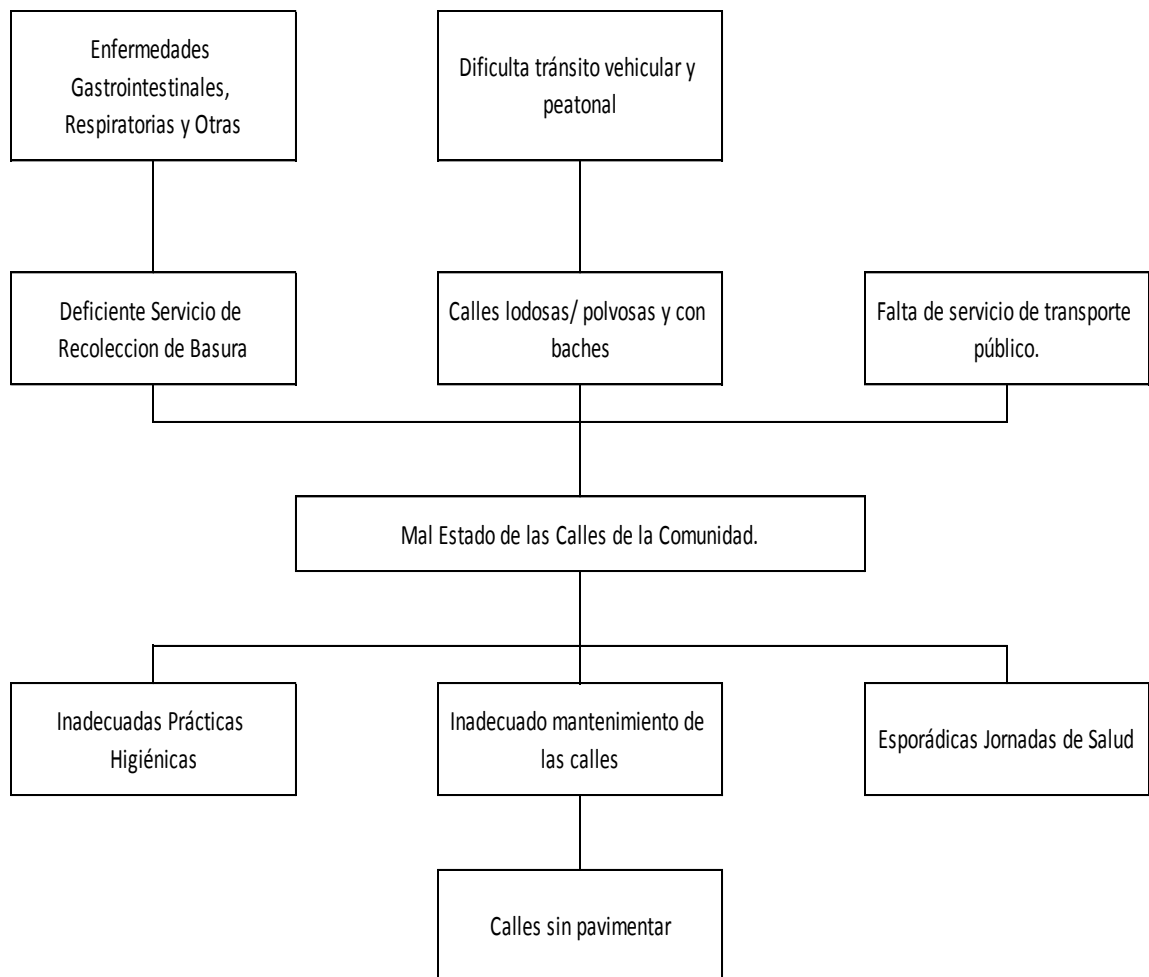 Enfermedades
Gastrointestinales,
Respiratorias y Otras
Dificulta tránsito vehicular y
peatonal
Deficiente Servicio de
Recoleccion de Basura
Calles lodosas/ polvosas y con
baches
Falta de servicio de transporte
público.
Mal Estado de las Calles de la Comunidad.
Inadecuadas Prácticas
Higiénicas
Inadecuado mantenimiento de
las calles
Esporádicas Jornadas de Salud
Calles sin pavimentar